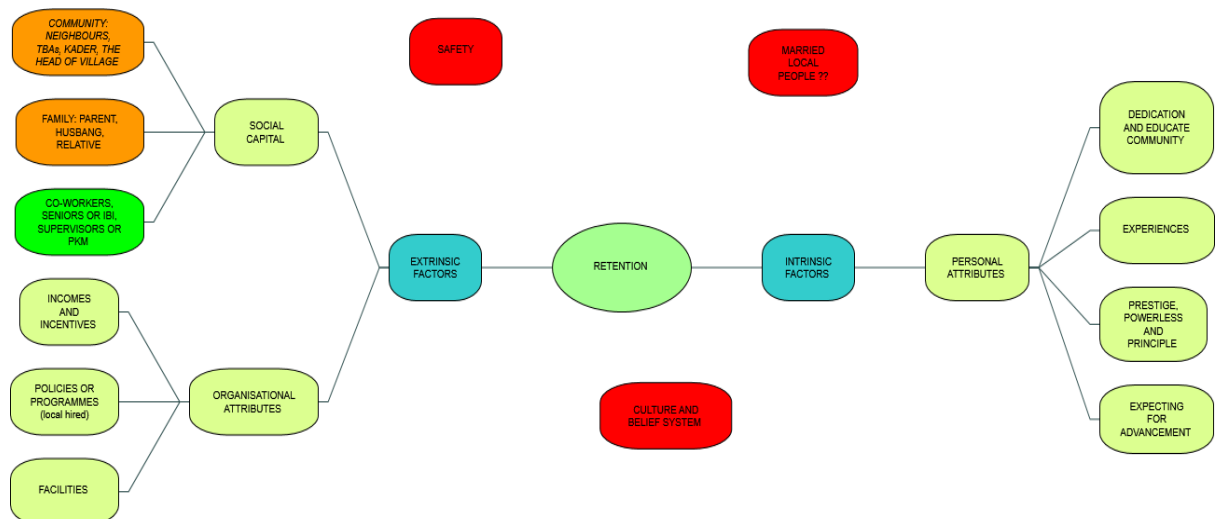 COMMUNITY:
NEIGHBOURS,
TBAs, KADER, THE
HEAD OF VILLAGE
FAMILY: PARENT,
HUSBANG,
RELATIVE
CO-WORKERS,
SENIORS OR IBI,
SUPERVISORS OR
PKM
SOCIAL
CAPITAL
INCOMES
AND
INCENTIVES
POLICIES OR
PROGRAMMES
(local hired)
FACILITIES
ORGANISATIONAL
ATTRIBUTES
EXTRINSIC
FACTORS
SAFETY
RETENTION
CULTURE AND
BELIEF SYSTEM
MARRIED
LOCAL
PEOPLE ??
INTRINSIC
FACTORS
PERSONAL
ATTRIBUTES
DEDICATION
AND EDUCATE
COMMUNITY
EXPERIENCES
PRESTIGE,
POWERLESS
AND
PRINCIPLE
EXPECTING
FOR
ADVANCEMENT